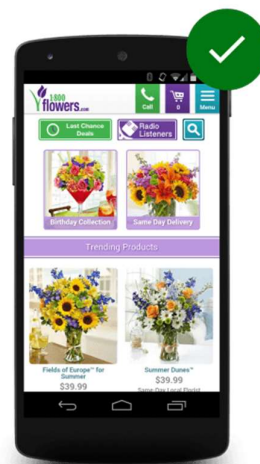 1-800
flowers.com
Call
0
Menu
Last Chance
Deals
Radio
Listeners
Birthday Collection
Same Day Delivery
Trending Products
Fields of Europe™ for
Summer
$39.99
Summer Dunes™
$39.99
Same-Day Local Florist